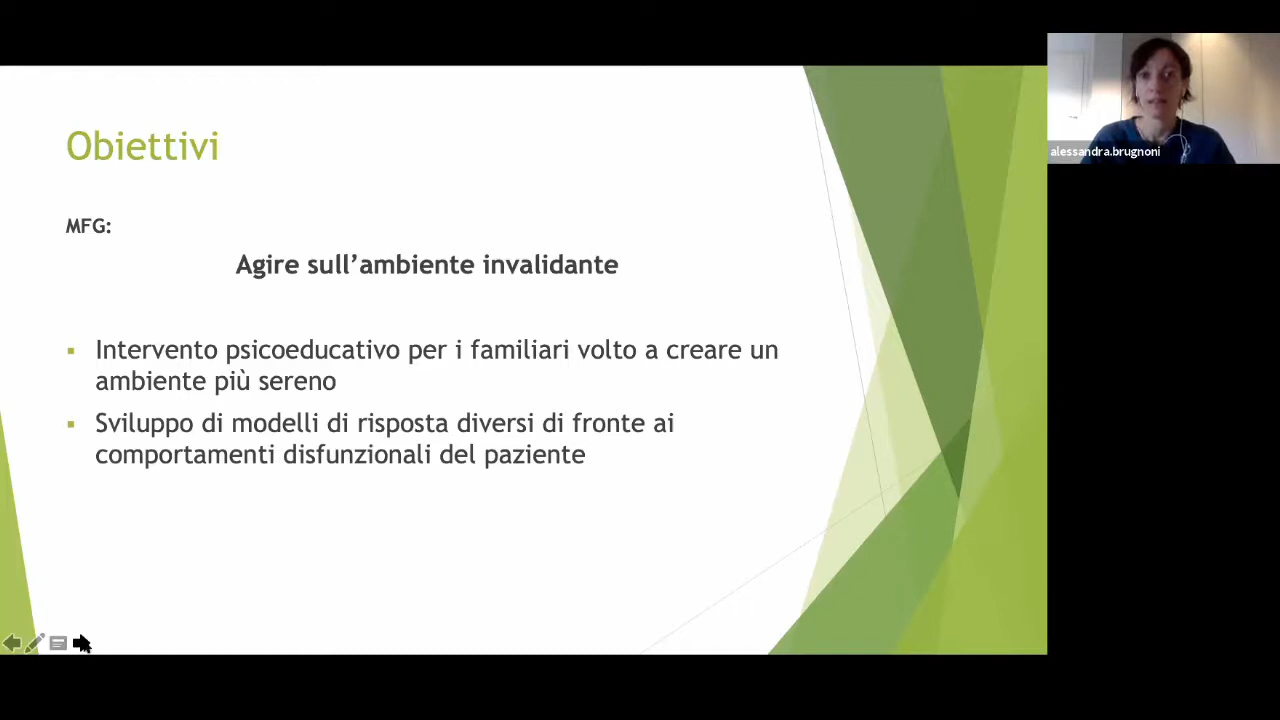 Obiettivi
MFG:
Agire sull’ambiente invalidante
Intervento psicoeducativo per i familiari volto a creare un
ambiente più sereno
Sviluppo di modelli di risposta diversi di fronte ai
comportamenti disfunzionali del paziente
alessandra.brugnoni